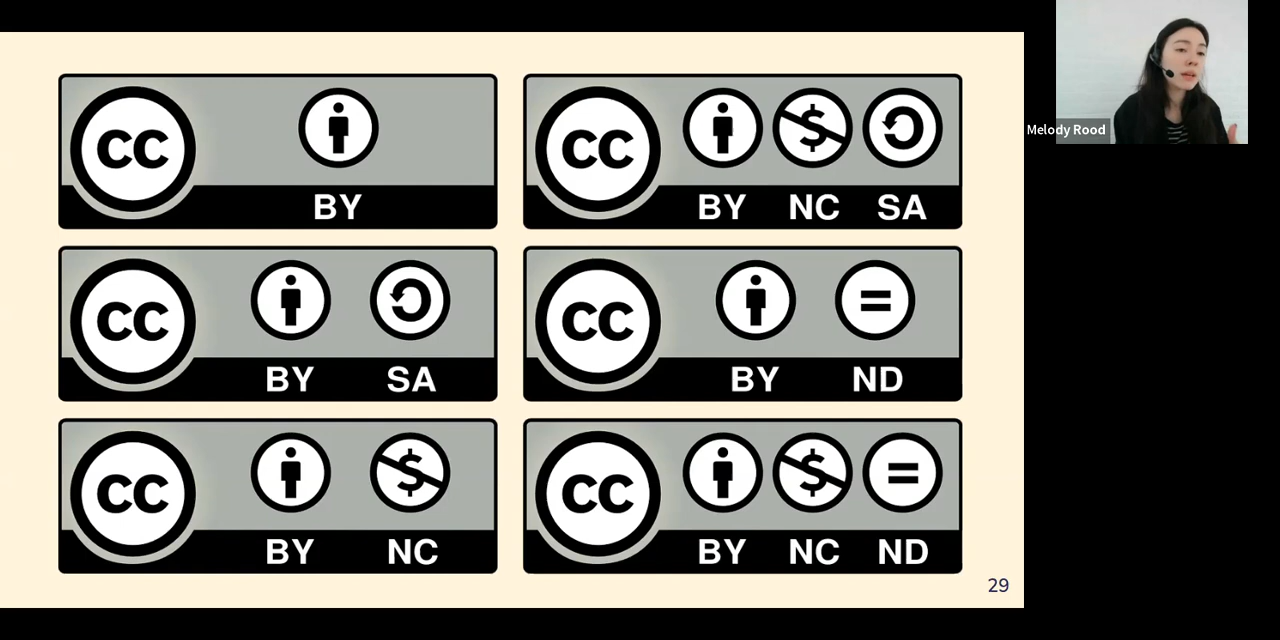 CC BY
CC BY NC SA
CC BY SA
CC BY ND
CC BY NC
CC BY NC ND
29
Melody Rood